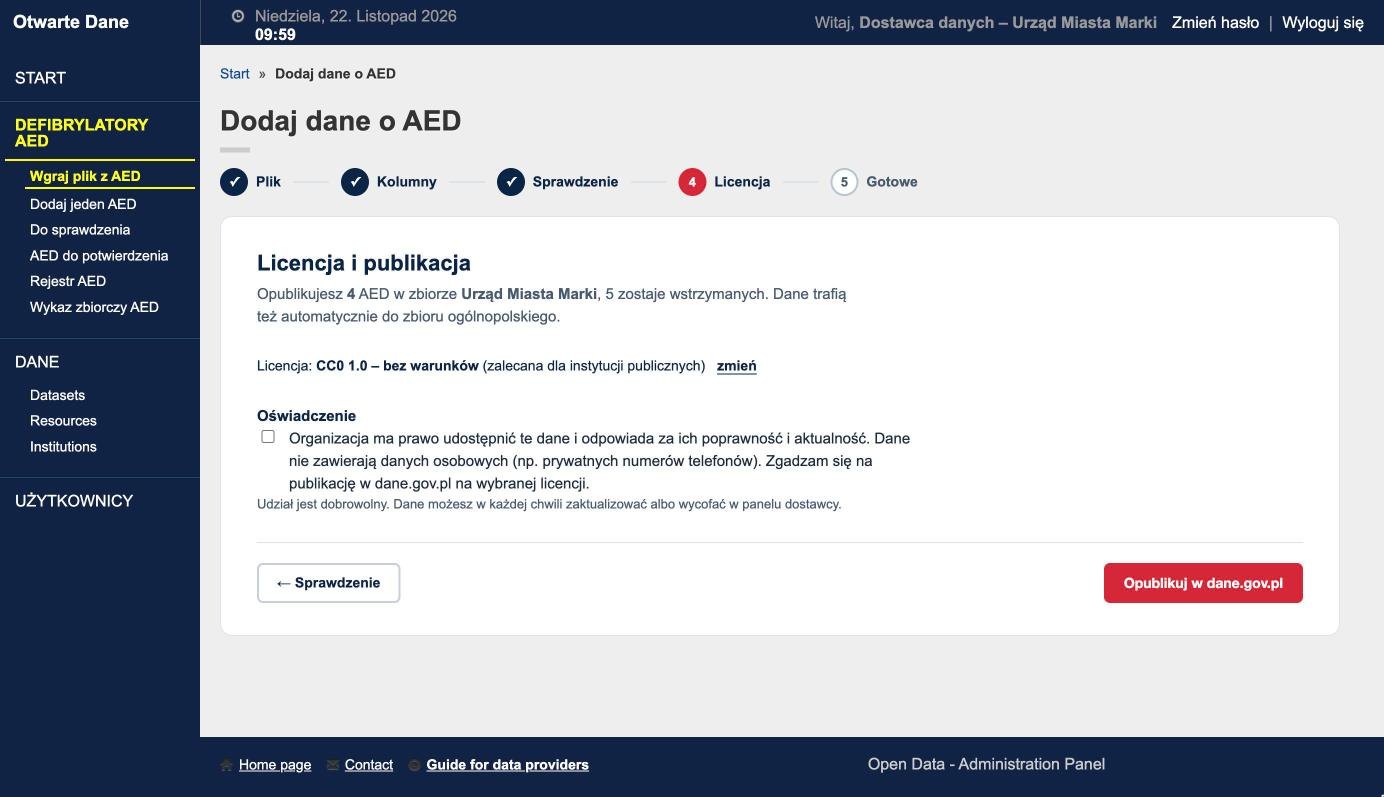 Otwarte Dane
Niedziela, 22. Listopad 2026
09:59
Witaj, Dostawca danych – Urząd Miasta Marki Zmień hasło | Wyloguj się
START
DEFIBRYLATORY
AED
Wgraj plik z AED
Dodaj jeden AED
Do sprawdzenia
AED do potwierdzenia
Rejestr AED
Wykaz zbiorczy AED
DANE
Datasets
Resources
Institutions
UŻYTKOWNICY
Start » Dodaj dane o AED
Dodaj dane o AED
✔ Plik ✔ Kolumny ✔ Sprawdzenie 4 Licencja 5 Gotowe
Licencja i publikacja
Opublikujesz 4 AED w zbiorze Urząd Miasta Marki, 5 zostaje wstrzymanych. Dane trafią
też automatycznie do zbioru ogólnopolskiego.
Licencja: CC0 1.0 – bez warunków (zalecana dla instytucji publicznych) zmień
Oświadczenie
Organizacja ma prawo udostępnić te dane i odpowiada za ich poprawność i aktualność. Dane
nie zawierają danych osobowych (np. prywatnych numerów telefonów). Zgadzam się na
publikację w dane.gov.pl na wybranej licencji.
Udział jest dobrowolny. Dane możesz w każdej chwili zaktualizować albo wycofać w panelu dostawcy.
← Sprawdzenie
Opublikuj w dane.gov.pl
Home page Contact Guide for data providers
Open Data - Administration Panel